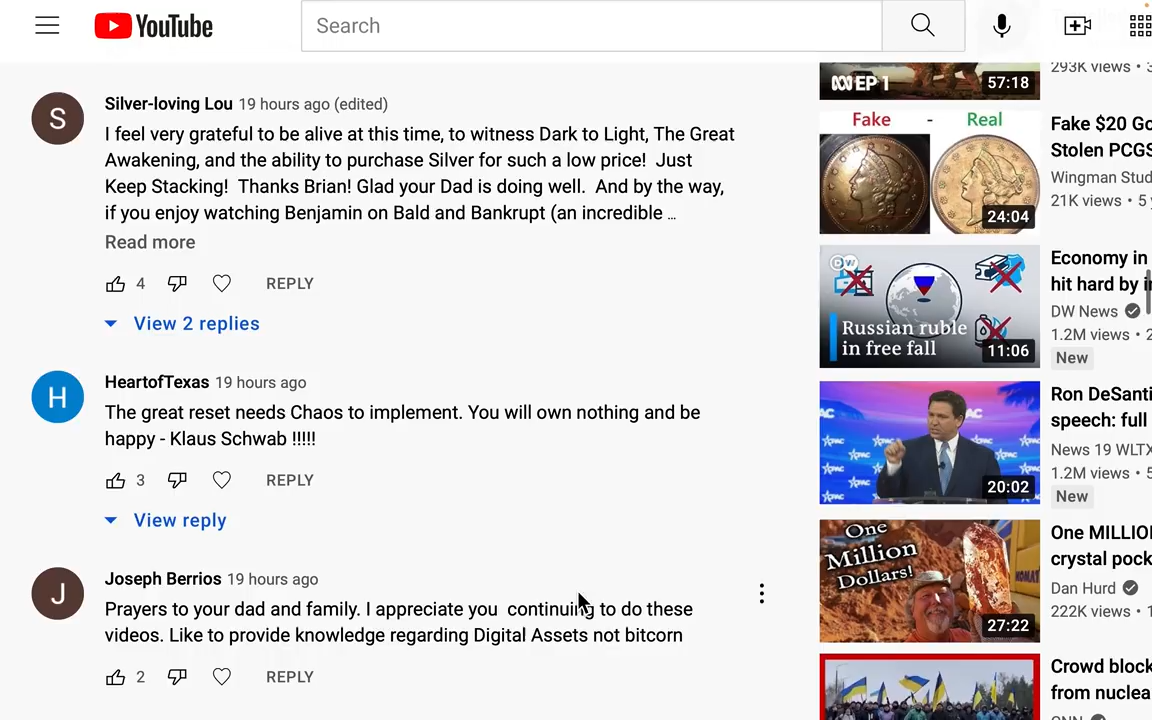 YouTube
Search
Silver-loving Lou 19 hours ago (edited)
I feel very grateful to be alive at this time, to witness Dark to Light, The Great
Awakening, and the ability to purchase Silver for such a low price! Just
Keep Stacking! Thanks Brian! Glad your Dad is doing well. And by the way,
if you enjoy watching Benjamin on Bald and Bankrupt (an incredible ...
Read more
4
REPLY
View 2 replies
HeartofTexas 19 hours ago
The great reset needs Chaos to implement. You will own nothing and be
happy - Klaus Schwab !!!!!
3
REPLY
View reply
Joseph Berrios 19 hours ago
Prayers to your dad and family. I appreciate you continuing to do these
videos. Like to provide knowledge regarding Digital Assets not bitcorn
2
REPLY
EP 1
57:18
293K views •
Fake - Real
24:04
Fake $20
Stolen PCGS
Wingman
21K views • 5
DW
Russian ruble
in free fall
11:06
Economy in
hit hard by
DW News
1.2M views •
New
20:02
Ron
speech: full
News 19 WLTX
1.2M views •
New
One
Million
Dollars!
27:22
One
crystal
Dan Hurd
222K views •
Crowd
from